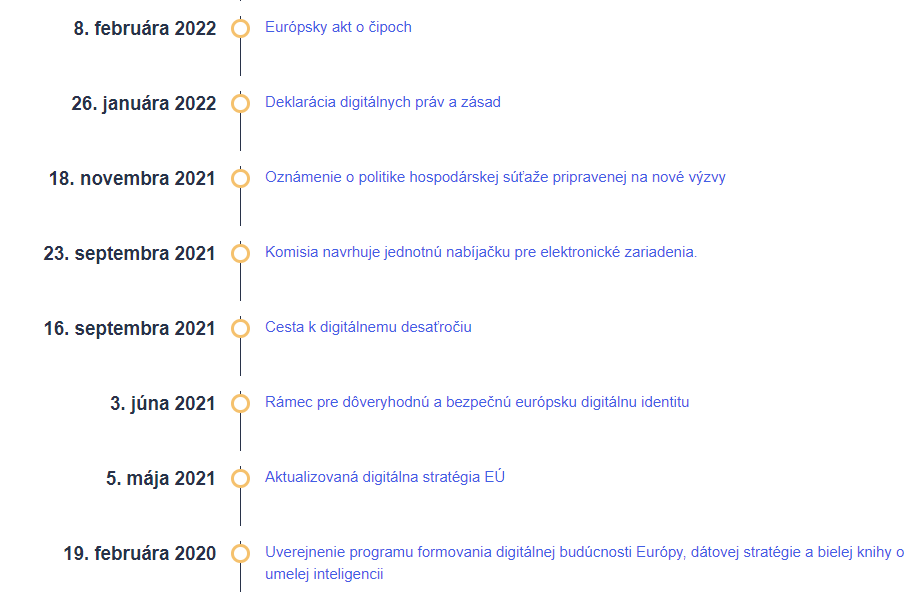 8. februára 2022 Európsky akt o čipoch
26. januára 2022 Deklarácia digitálnych práv a zásad
18. novembra 2021 Oznámenie o politike hospodárskej súťaže pripravenej na nové výzvy
23. septembra 2021 Komisia navrhuje jednotnú nabíjačku pre elektronické zariadenia.
16. septembra 2021 Cesta k digitálnemu desaťročiu
3. júna 2021 Rámec pre dôveryhodnú a bezpečnú európsku digitálnu identitu
5. mája 2021 Aktualizovaná digitálna stratégia EÚ
19. februára 2020 Uverejnenie programu formovania digitálnej budúcnosti Európy, dátovej stratégie a bielej knihy o
umelej inteligencii